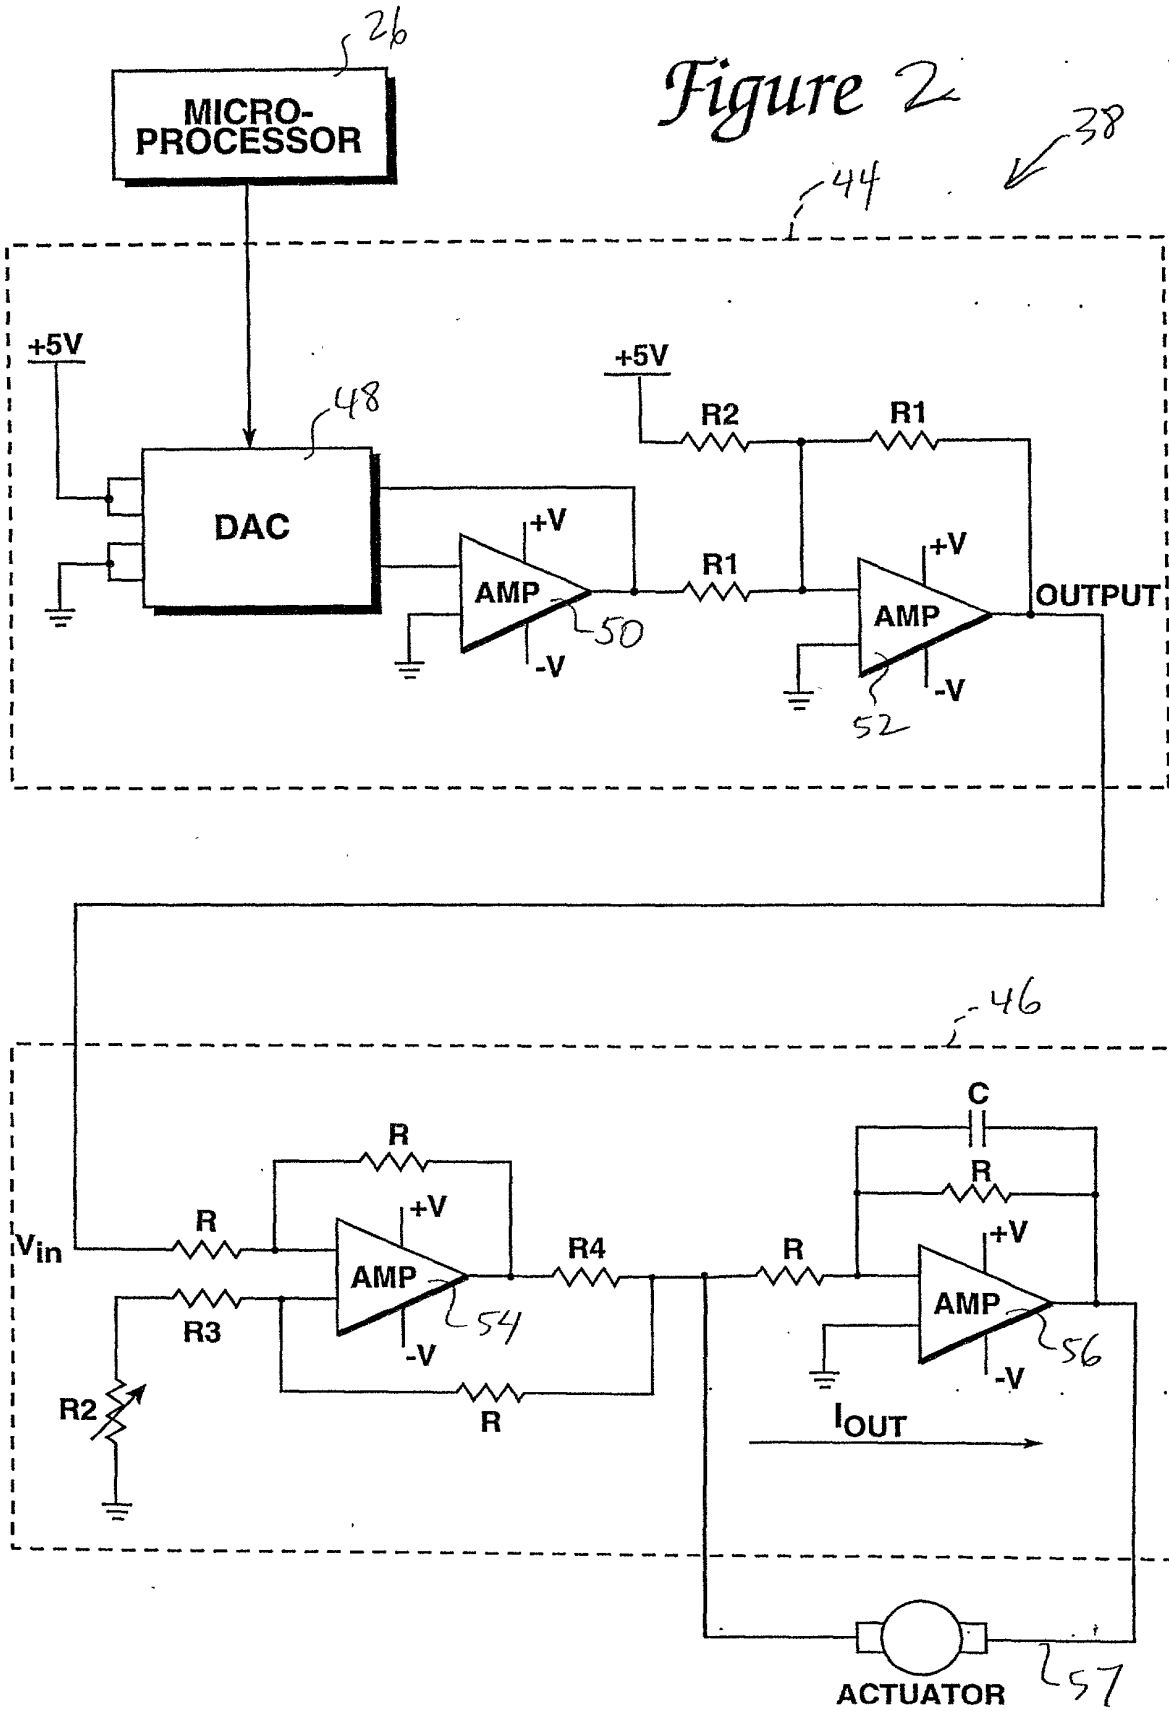 26
Figure 2
MICRO-
PROCESSOR
38
44
+5V
+5V
48
R2
R1
DAC
+V
AMP
50
-V
R1
+V
AMP
OUTPUT
52
-V
46
C
R
R
+V
Vin
R
AMP
54
R4
R
+V
AMP
56
R3
-V
-V
R2
R
IOUT
57
ACTUATOR